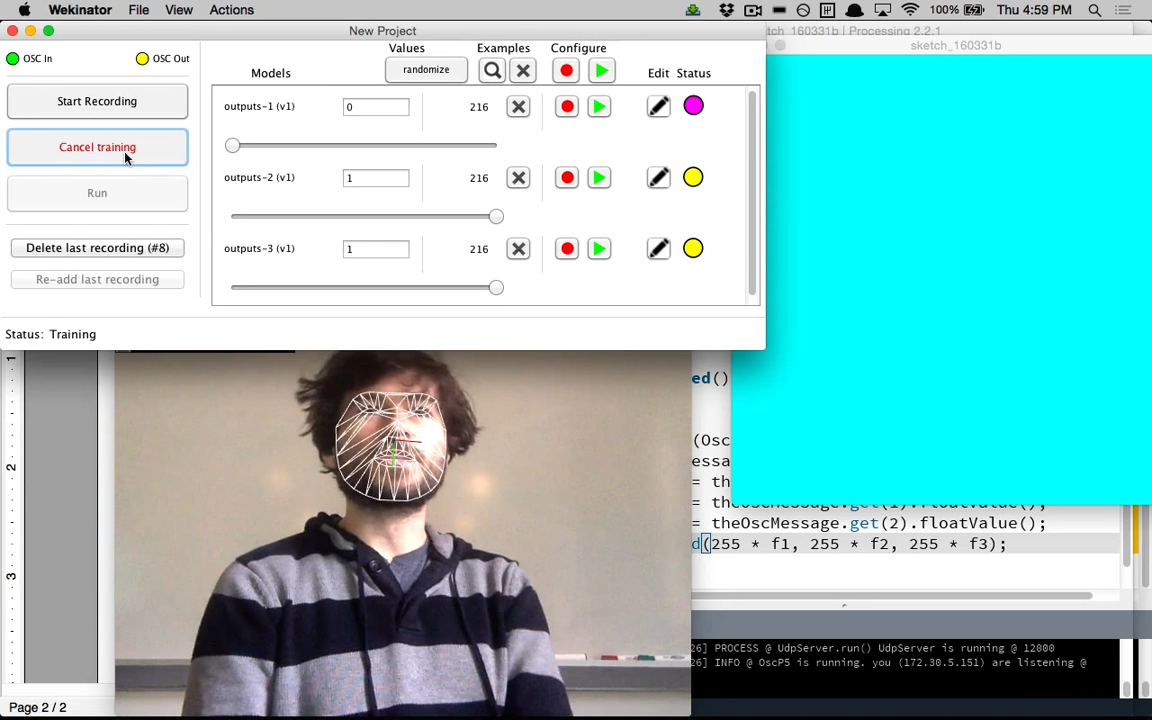 Wekinator File View Actions 100% Thu 4:59 PM
New Project
sketch_160331b
Processing 2.2.1
OSC In OSC Out
Values Examples Configure
Models randomize Edit Status
Start Recording
outputs-1 (v1) 0 216
Cancel training
outputs-2 (v1) 1 216
Run
Delete last recording (#8)
outputs-3 (v1) 1 216
Re-add last recording
Status: Training
ed()
(Osc
essa
= th
= theOscMessage.get(1).floatValue();
= theOscMessage.get(2).floatValue();
d(255 * f1, 255 * f2, 255 * f3);
26] PROCESS @ UdpServer.run() UdpServer is running @ 12000
26] INFO @ OscP5 is running. you (172.30.5.151) are listening @
1
2
3
Page 2 / 2